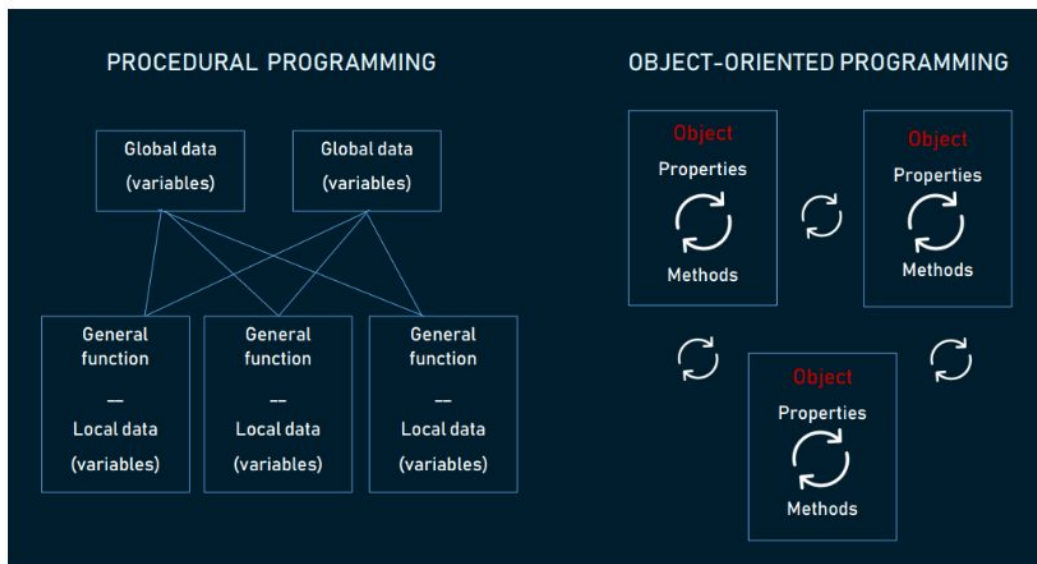 PROCEDURAL PROGRAMMING
Global data
(variables)
Global data
(variables)
General
function
—
Local data
(variables)
General
function
—
Local data
(variables)
General
function
—
Local data
(variables)
OBJECT-ORIENTED PROGRAMMING
Object
Properties
Methods
Object
Properties
Methods
Object
Properties
Methods